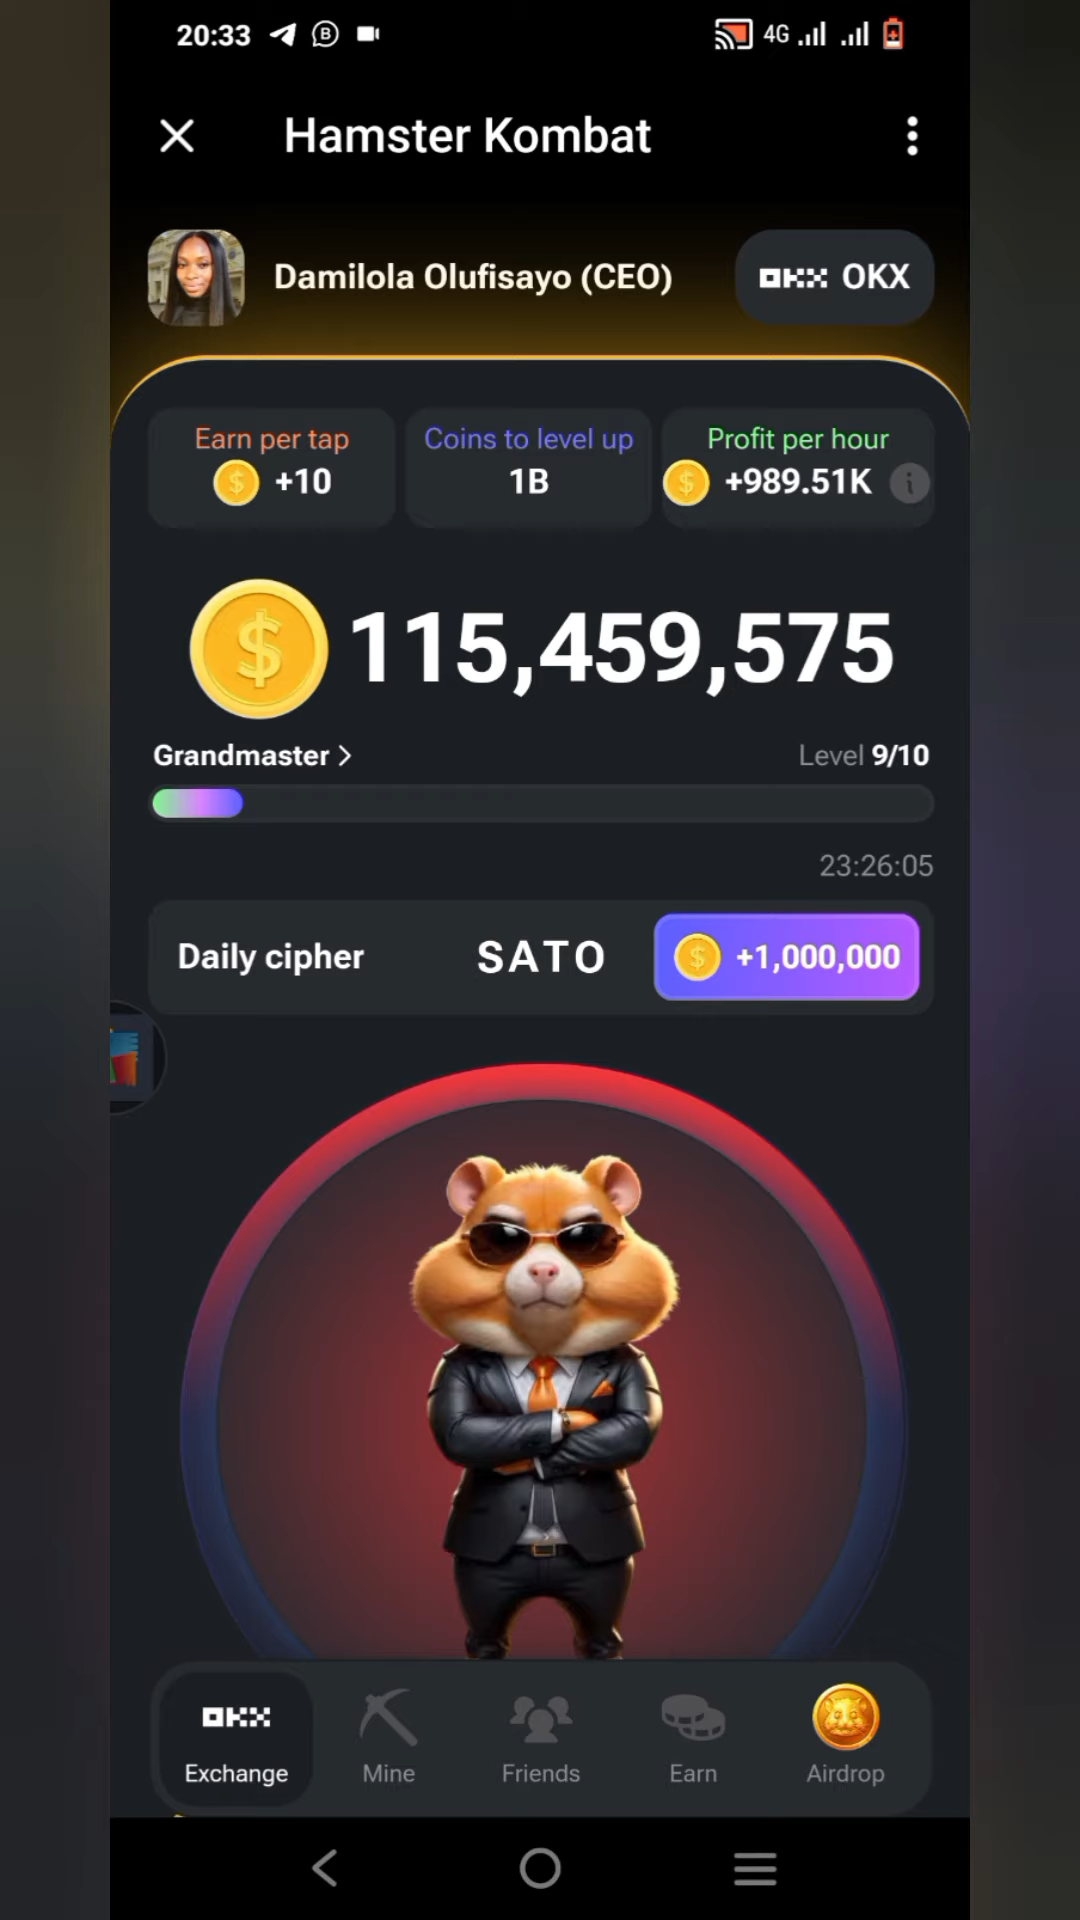 20:33
4G
Hamster Kombat
Damilola Olufisayo (CEO)
OKX OKX
Earn per tap
+10
Coins to level up
1B
Profit per hour
+989.51K
$ 115,459,575
Grandmaster >
Level 9/10
23:26:05
Daily cipher SATO $ +1,000,000
OKX
Exchange Mine Friends Earn Airdrop